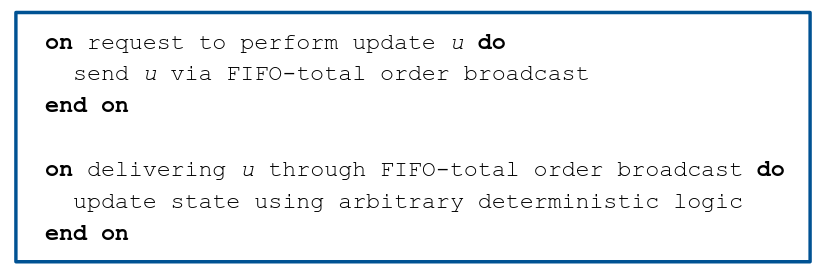 on request to perform update u do
send u via FIFO-total order broadcast
end on
on delivering u through FIFO-total order broadcast do
update state using arbitrary deterministic logic
end on